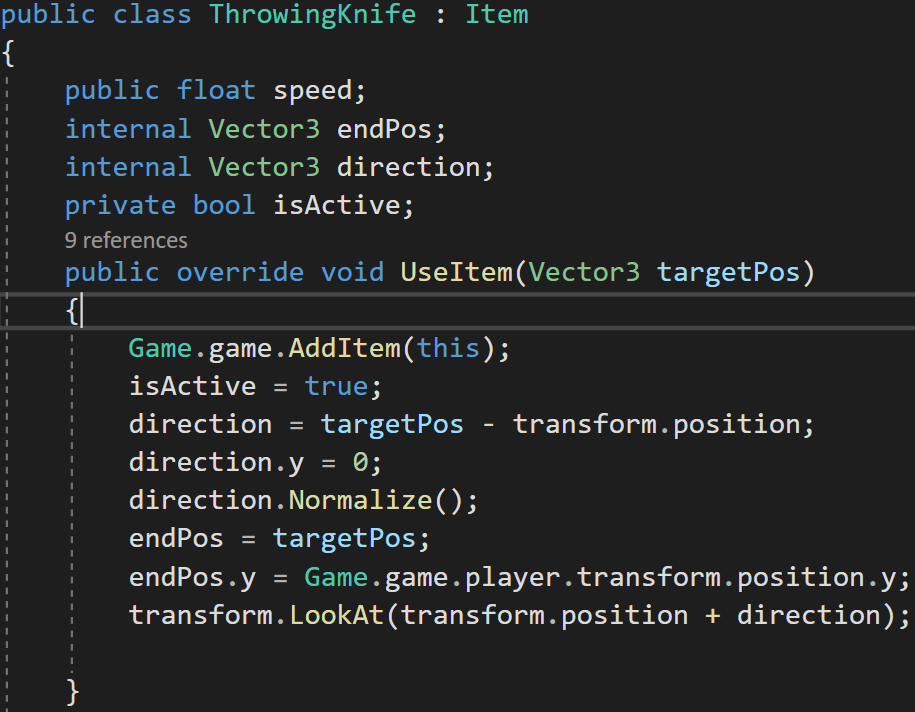 public class ThrowingKnife : Item
{
public float speed;
internal Vector3 endPos;
internal Vector3 direction;
private bool isActive;
9 references
public override void UseItem(Vector3 targetPos)
{
Game.game.AddItem(this);
isActive = true;
direction = targetPos - transform.position;
direction.y = 0;
direction.Normalize();
endPos = targetPos;
endPos.y = Game.game.player.transform.position.y;
transform.LookAt(transform.position + direction);
}